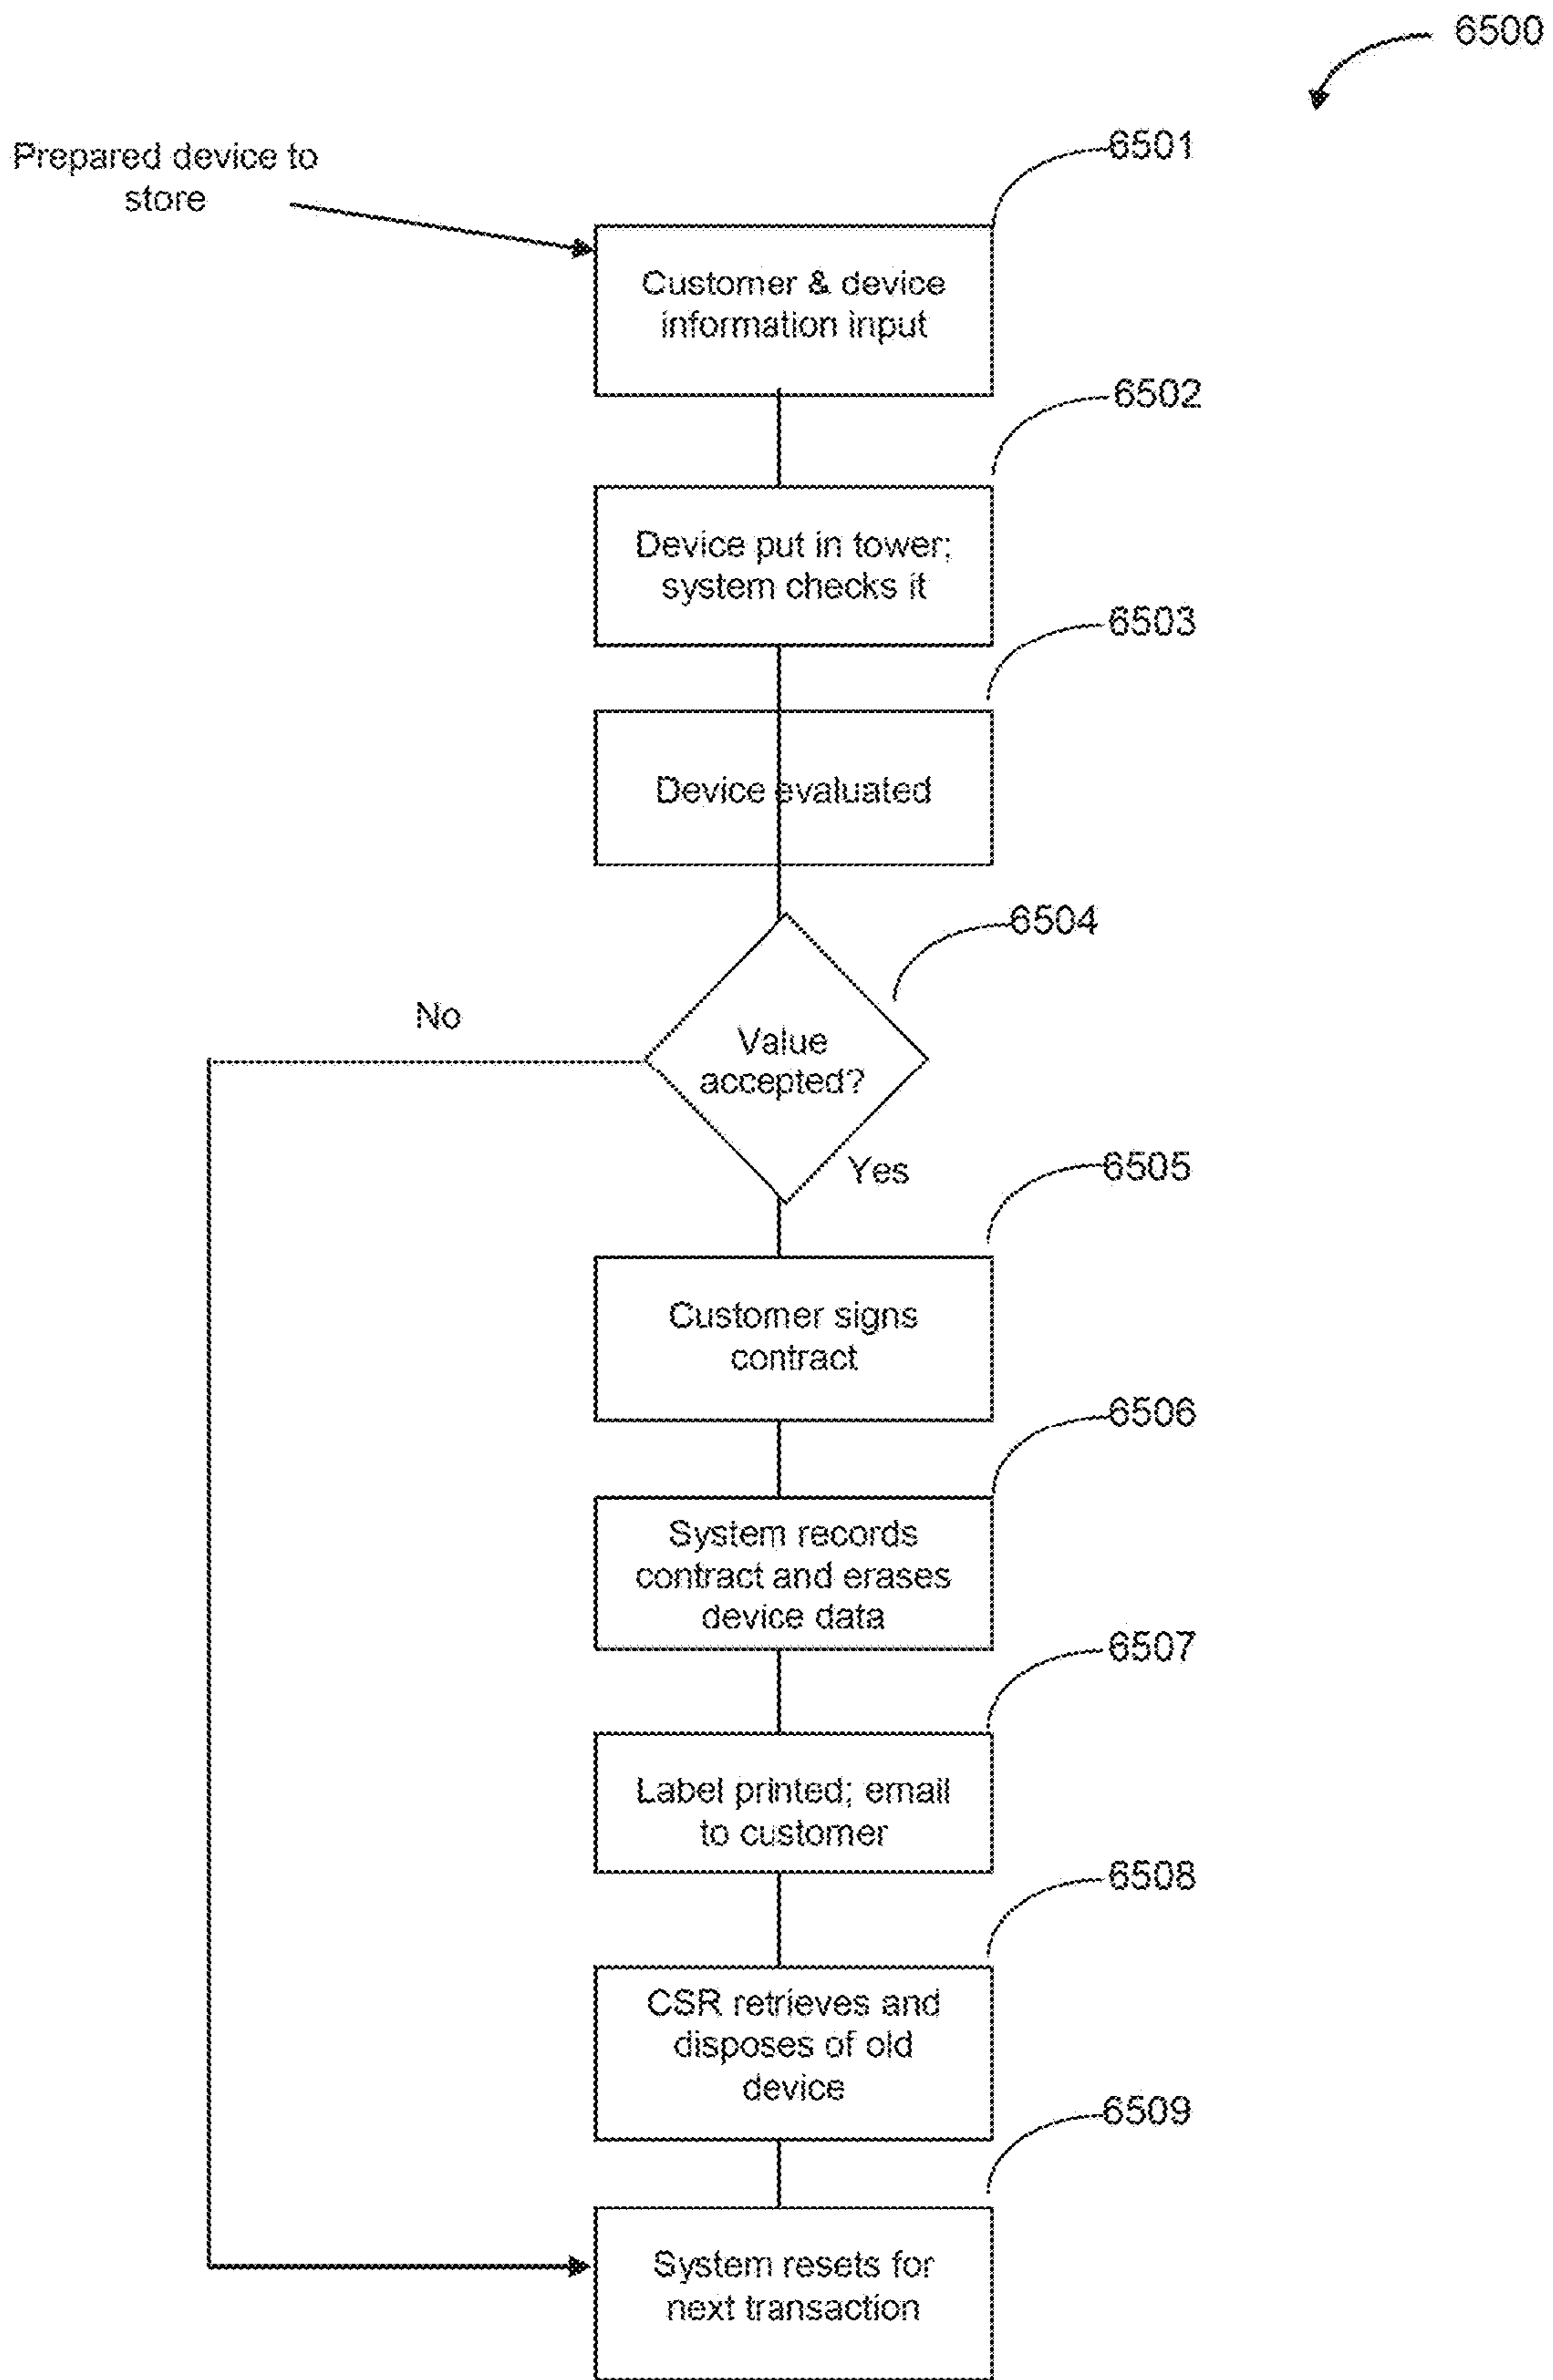 6500
Prepared device to
store
6501
Customer & device
information input
6502
Device put in tower;
system checks it
6503
Device evaluated
6504
No
Value
accepted?
Yes
6505
Customer signs
contract
6506
System records
contract and erases
device data
6507
Label printed; email
to customer
6508
CSR retrieves and
disposes of old
device
6509
System resets for
next transaction